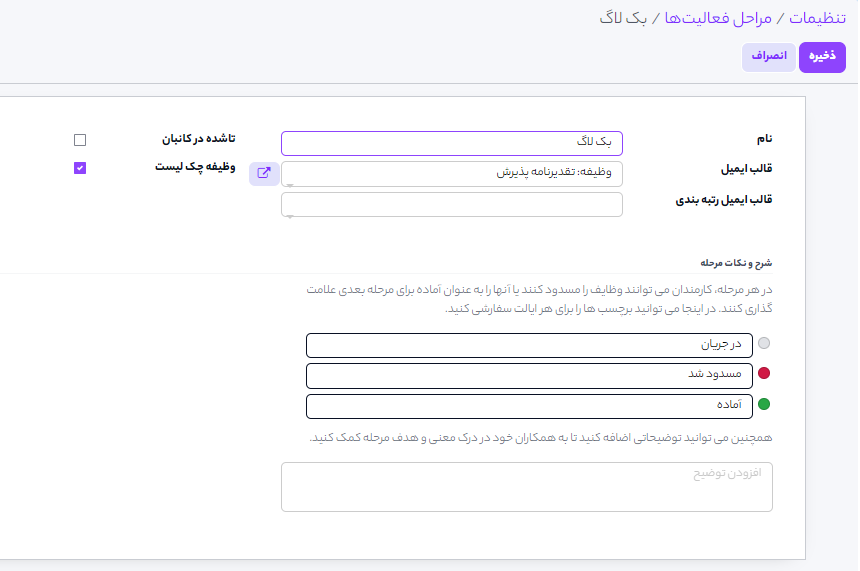 تنظیمات / مراحل فعالیت‌ها / بک لاگ
ذخیره انصراف
نام
بک لاگ
تاشده در کانبان
قالب ایمیل
وظیفه: تقدیرنامه پذیرش
وظیفه چک لیست
قالب ایمیل رتبه بندی
شرح و نکات مرحله
در هر مرحله، کارمندان می توانند وظایف را مسدود کنند یا آنها را به عنوان آماده برای مرحله بعدی علامت
گذاری کنند. در اینجا می توانید برچسب ها را برای هر ایالت سفارشی کنید.
در جریان
مسدود شد
آماده
همچنین می توانید توضیحاتی اضافه کنید تا به همکاران خود در درک معنی و هدف مرحله کمک کنید.
افزودن توضیح